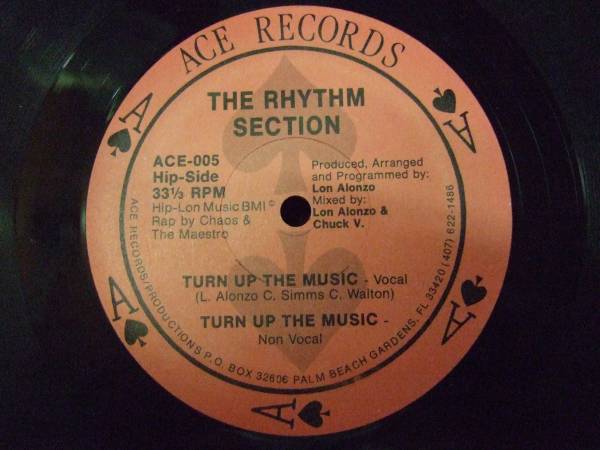 ACE RECORDS
THE RHYTHM
SECTION
ACE-005
Hip-Side
33⅓ RPM
Hip-Lon Music BMI ©
Rap by Chaos &
The Maestro
Produced, Arranged
and Programmed by:
Lon Alonzo
Mixed by:
Lon Alonzo &
Chuck V.
TURN UP THE MUSIC - Vocal
(L. Alonzo C. Simms C. Walton)
TURN UP THE MUSIC -
Non Vocal
ACE RECORDS/PRODUCTIONS P.O. BOX 32606 PALM BEACH GARDENS, FL 33420 (407) 622-1486
A
A
A
A
A